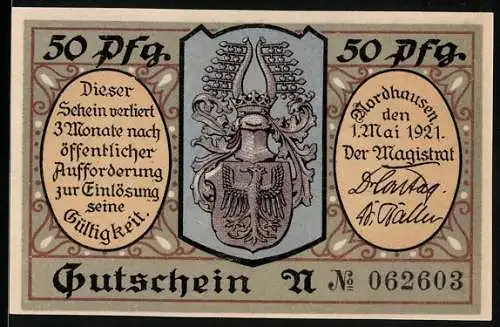 50 Pfg.
50 Pfg.
Dieser
Schein verliert
3 Monate nach
öffentlicher
Aufforderung
zur Einlösung
seine
Gültigkeit.
Nordhausen
den
1. Mai 1921.
Der Magistrat
Gutschein N № 062603